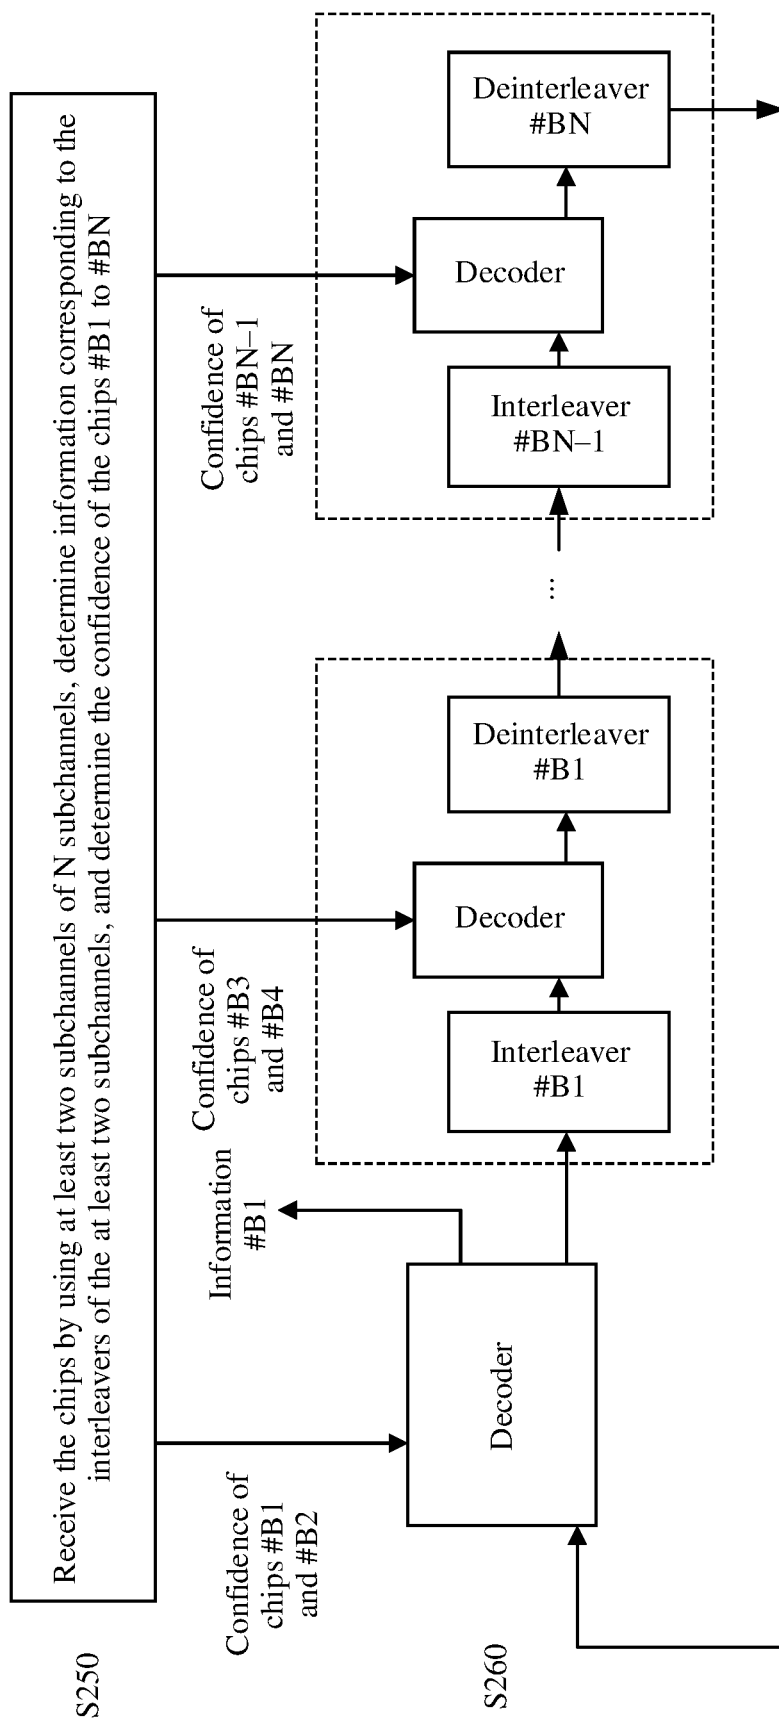 S250
Receive the chips by using at least two subchannels of N subchannels, determine information corresponding to the
interleavers of the at least two subchannels, and determine the confidence of the chips #B1 to #BN
Confidence of
chips #B1
and #B2
Information
#B1
Confidence of
chips #B3
and #B4
Confidence of
chips #BN–1
and #BN
S260
Decoder
Interleaver
#B1
Decoder
Deinterleaver
#B1
...
Interleaver
#BN–1
Decoder
Deinterleaver
#BN